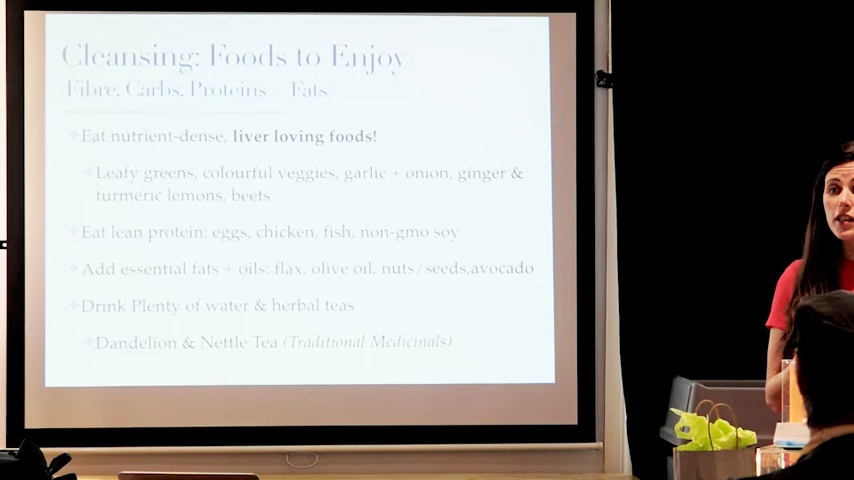 Cleansing: Foods to Enjoy
(Fibre, Carbs, Proteins + Fats)
Eat nutrient-dense, liver loving foods!
Leafy greens, colourful veggies, garlic + onion, ginger &
turmeric lemons, beets
Eat lean protein: eggs, chicken, fish, non-gmo soy
Add essential fats + oils: flax, olive oil, nuts/seeds,avocado
Drink Plenty of water & herbal teas
Dandelion & Nettle Tea (Traditional Medicinals)